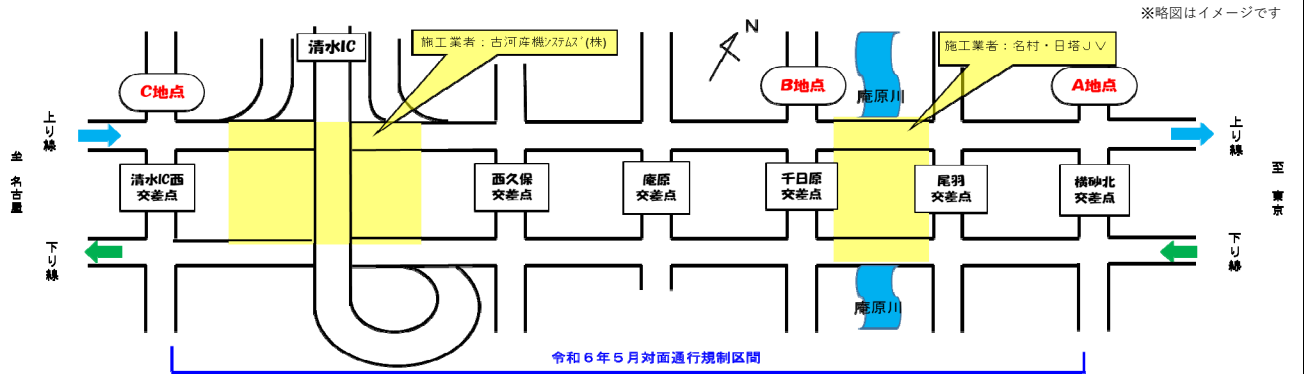 ※略図はイメージです
N
清水IC
施工業者：古河産機ｼｽﾃﾑｽﾞ(株)
施工業者：名村・日塔ＪＶ
C地点
B地点
庵原川
A地点
上り線
上り線
至 名古屋
清水IC西
交差点
西久保
交差点
庵原
交差点
千日原
交差点
尾羽
交差点
横砂北
交差点
至 東京
下り線
下り線
庵原川
令和６年５月対面通行規制区間